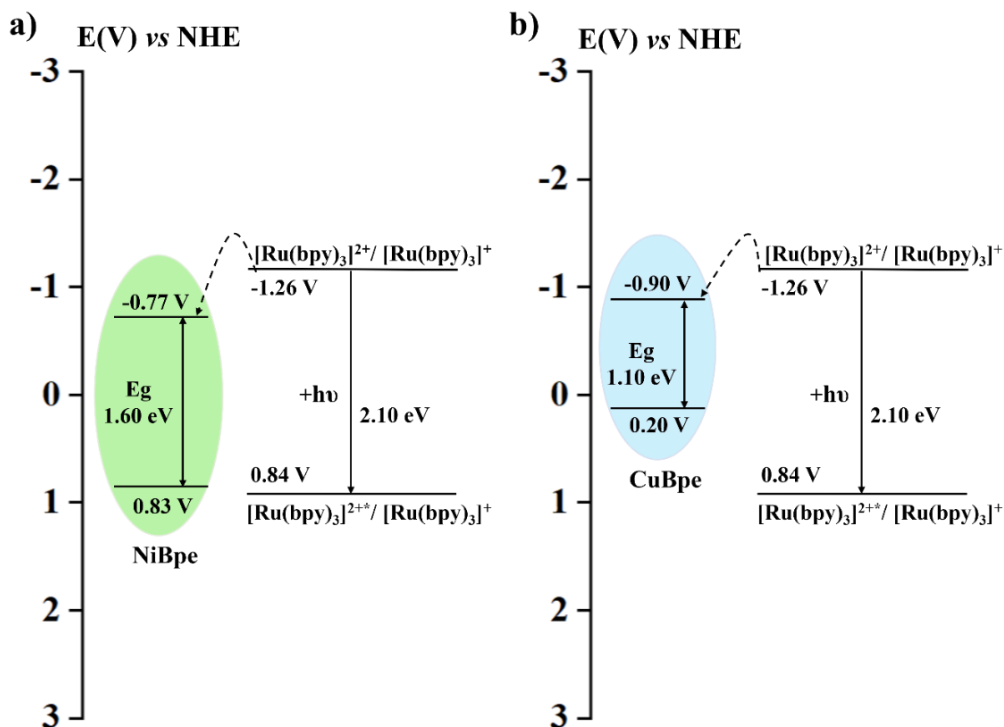 a)
E(V) vs NHE
-3
-2
-1
0
1
2
3
[Ru(bpy)₃]²⁺/ [Ru(bpy)₃]⁺
-1.26 V
-0.77 V
Eg
1.60 eV
+hυ
2.10 eV
0.84 V
0.83 V
[Ru(bpy)₃]²⁺*/ [Ru(bpy)₃]⁺
NiBpe
b)
E(V) vs NHE
-3
-2
-1
0
1
2
3
[Ru(bpy)₃]²⁺/ [Ru(bpy)₃]⁺
-1.26 V
-0.90 V
Eg
1.10 eV
+hυ
2.10 eV
0.20 V
CuBpe
0.84 V
[Ru(bpy)₃]²⁺*/ [Ru(bpy)₃]⁺